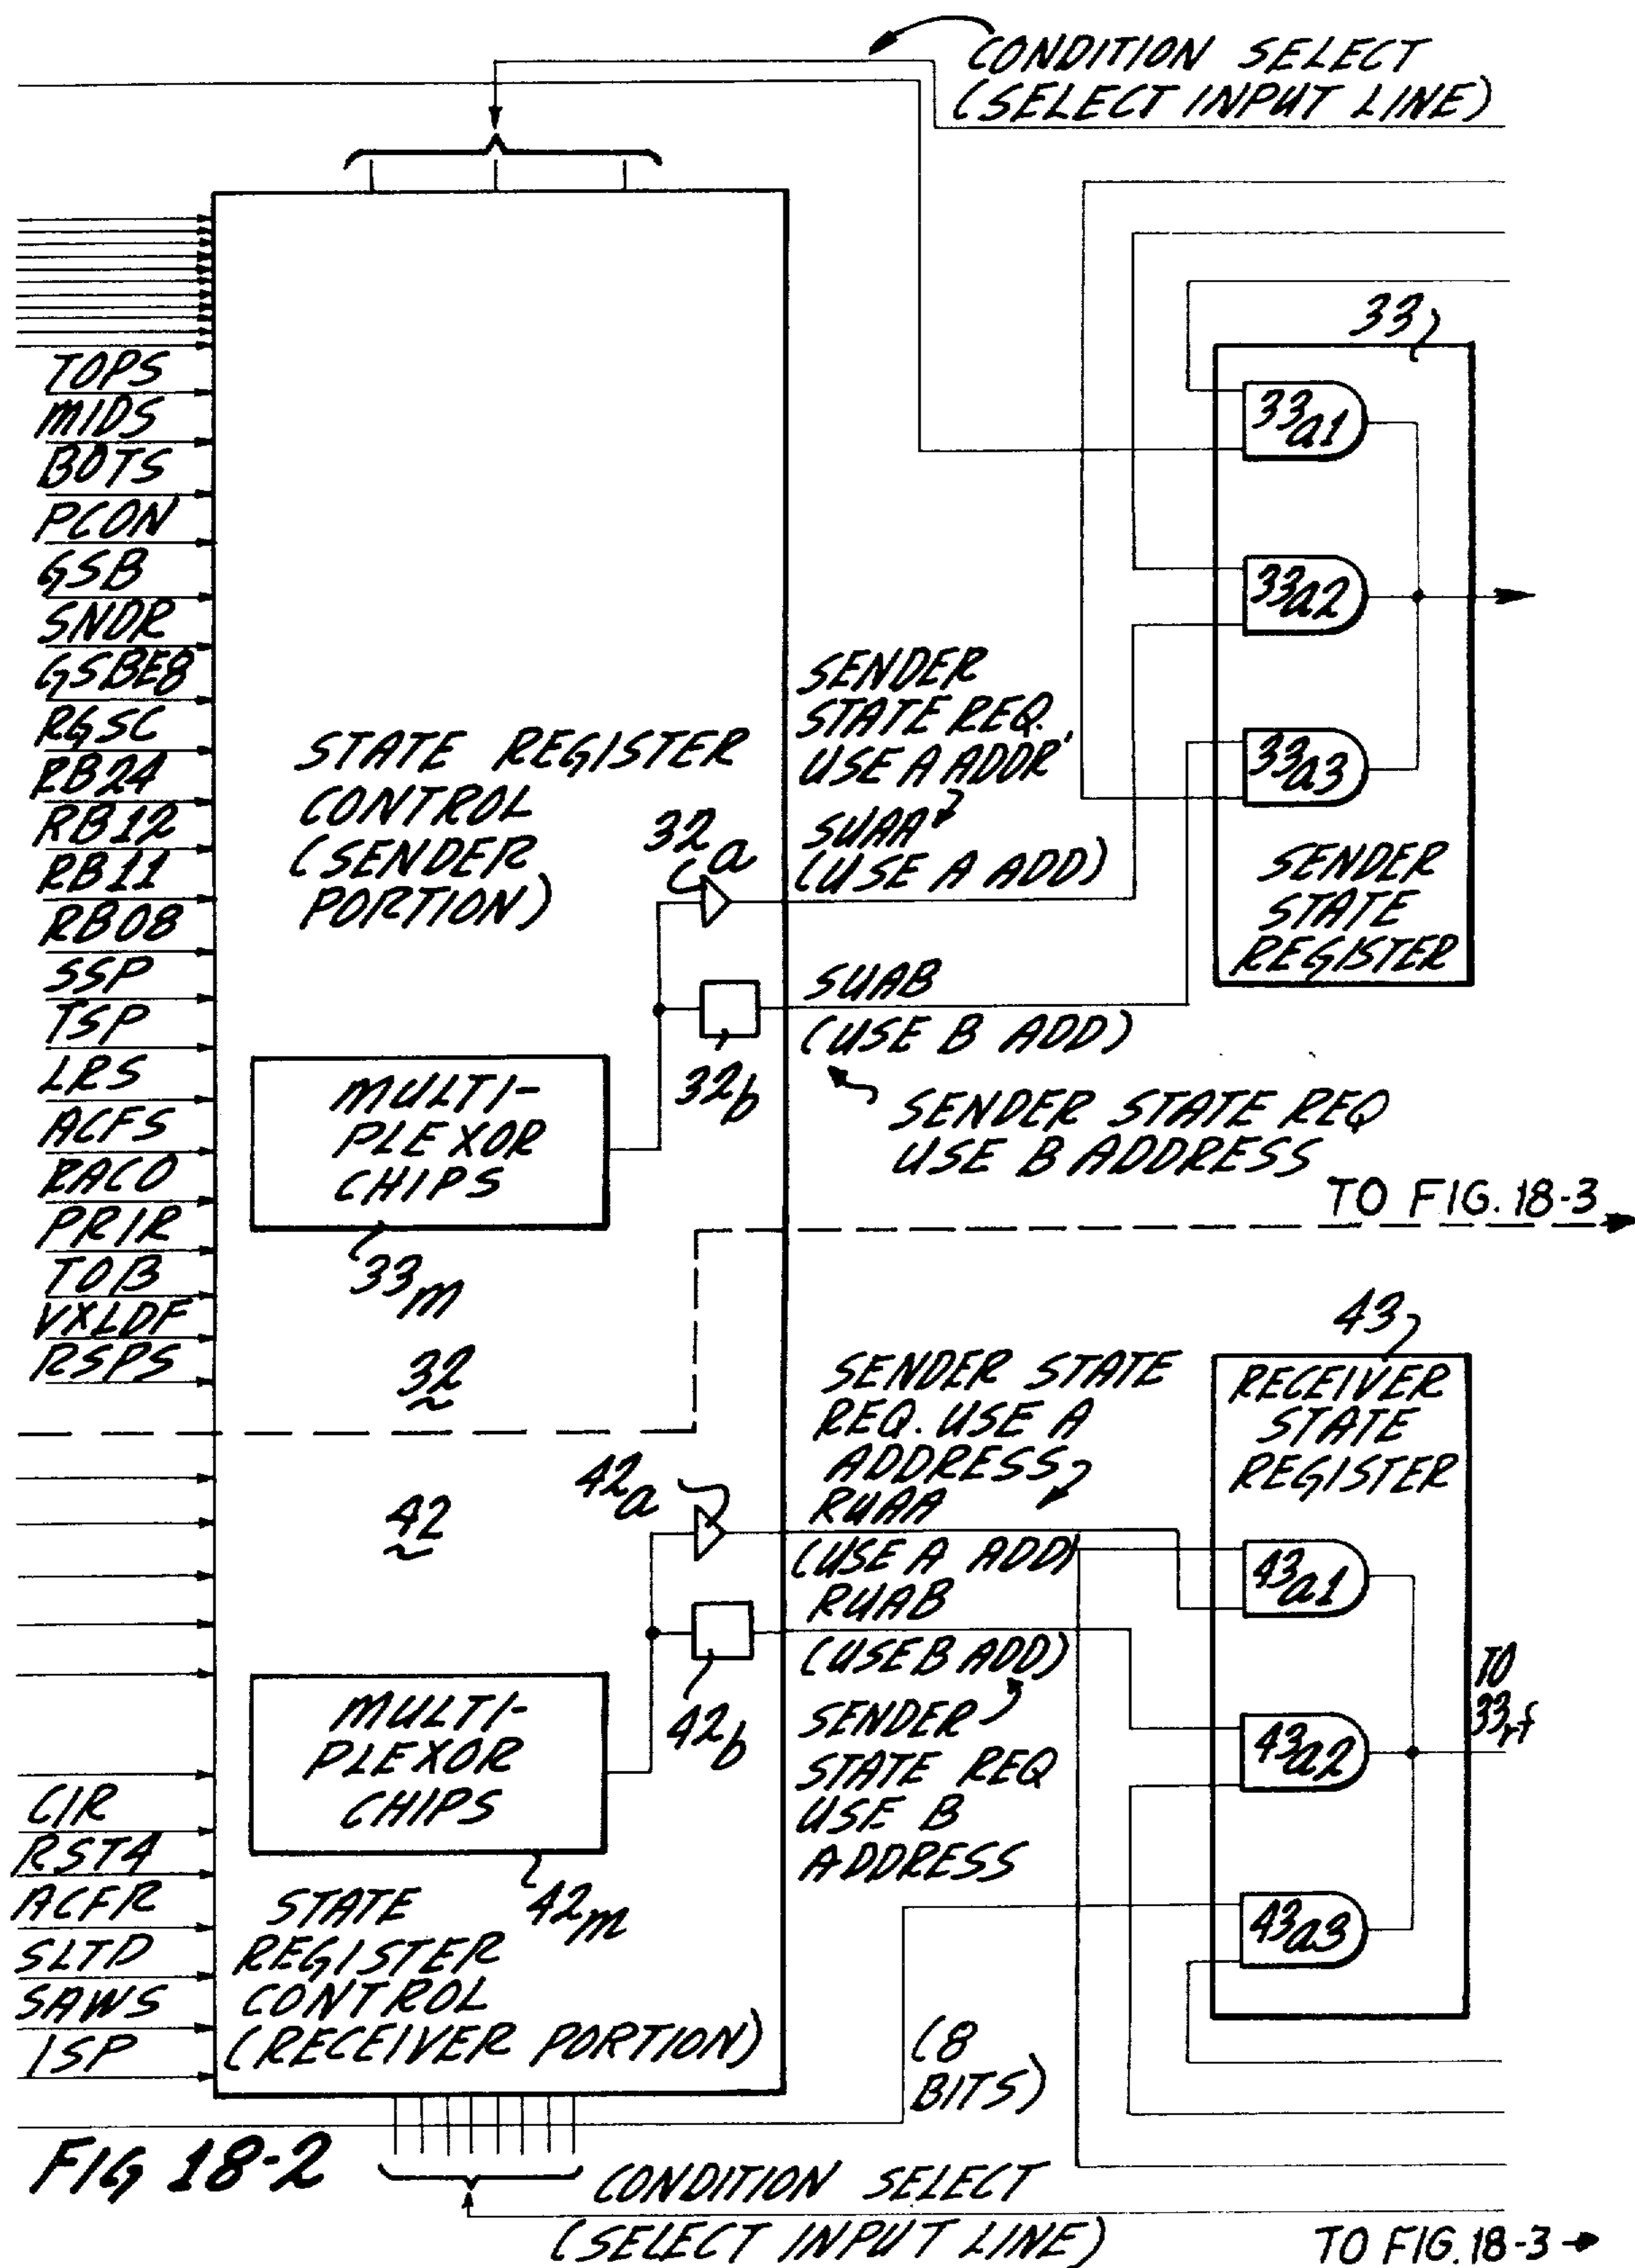 CONDITION SELECT
(SELECT INPUT LINE)
33
TOPS
MIDS
BOTS
PCON
GSB
SNDR
GSBE8
RGSC
RB24
RB12
RB11
RB08
SSP
TSP
LRS
ACFS
RACO
PRIR
TOB
VXLDF
RSPS
STATE REGISTER
CONTROL
(SENDER
PORTION)
32a
32b
MULTI-
PLEXOR
CHIPS
33m
32
SENDER
STATE REQ.
USE A ADDR'
SUAA
(USE A ADD)
SUAB
(USE B ADD)
SENDER STATE REQ
USE B ADDRESS
33a1
33a2
33a3
SENDER
STATE
REGISTER
TO FIG. 18-3
42
42a
42b
MULTI-
PLEXOR
CHIPS
42m
CIR
RST4
ACFR
SLTD
SAWS
ISP
STATE
REGISTER
CONTROL
(RECEIVER PORTION)
SENDER STATE
REQ. USE A
ADDRESS
RUAA
(USE A ADD)
RUAB
(USE B ADD)
SENDER
STATE REQ
USE B
ADDRESS
43
RECEIVER
STATE
REGISTER
43a1
43a2
43a3
TO
33rf
(8
BITS)
FIG 18-2
CONDITION SELECT
(SELECT INPUT LINE)
TO FIG. 18-3